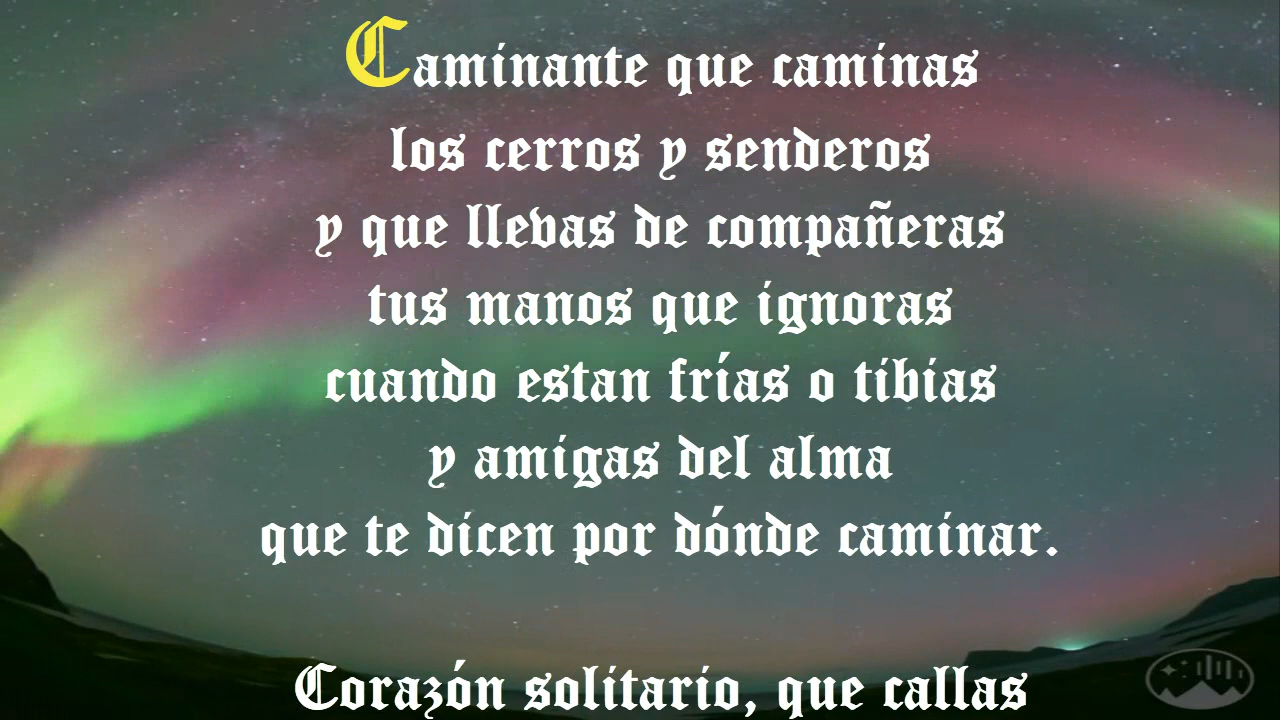 Caminante que caminas
los cerros y senderos
y que llevas de compañeras
tus manos que ignoras
cuando estan frías o tibias
y amigas del alma
que te dicen por dónde caminar.
Corazón solitario, que callas